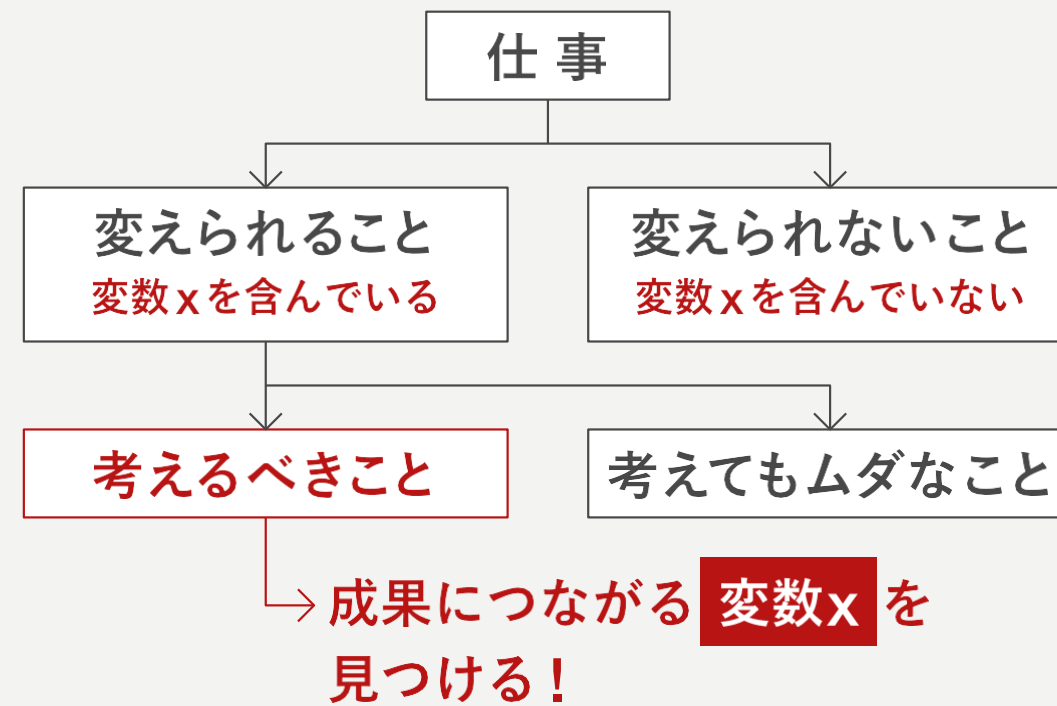 仕事
変えられること
変数xを含んでいる
変えられないこと
変数xを含んでいない
考えるべきこと
考えてもムダなこと
成果につながる 変数x を
見つける！